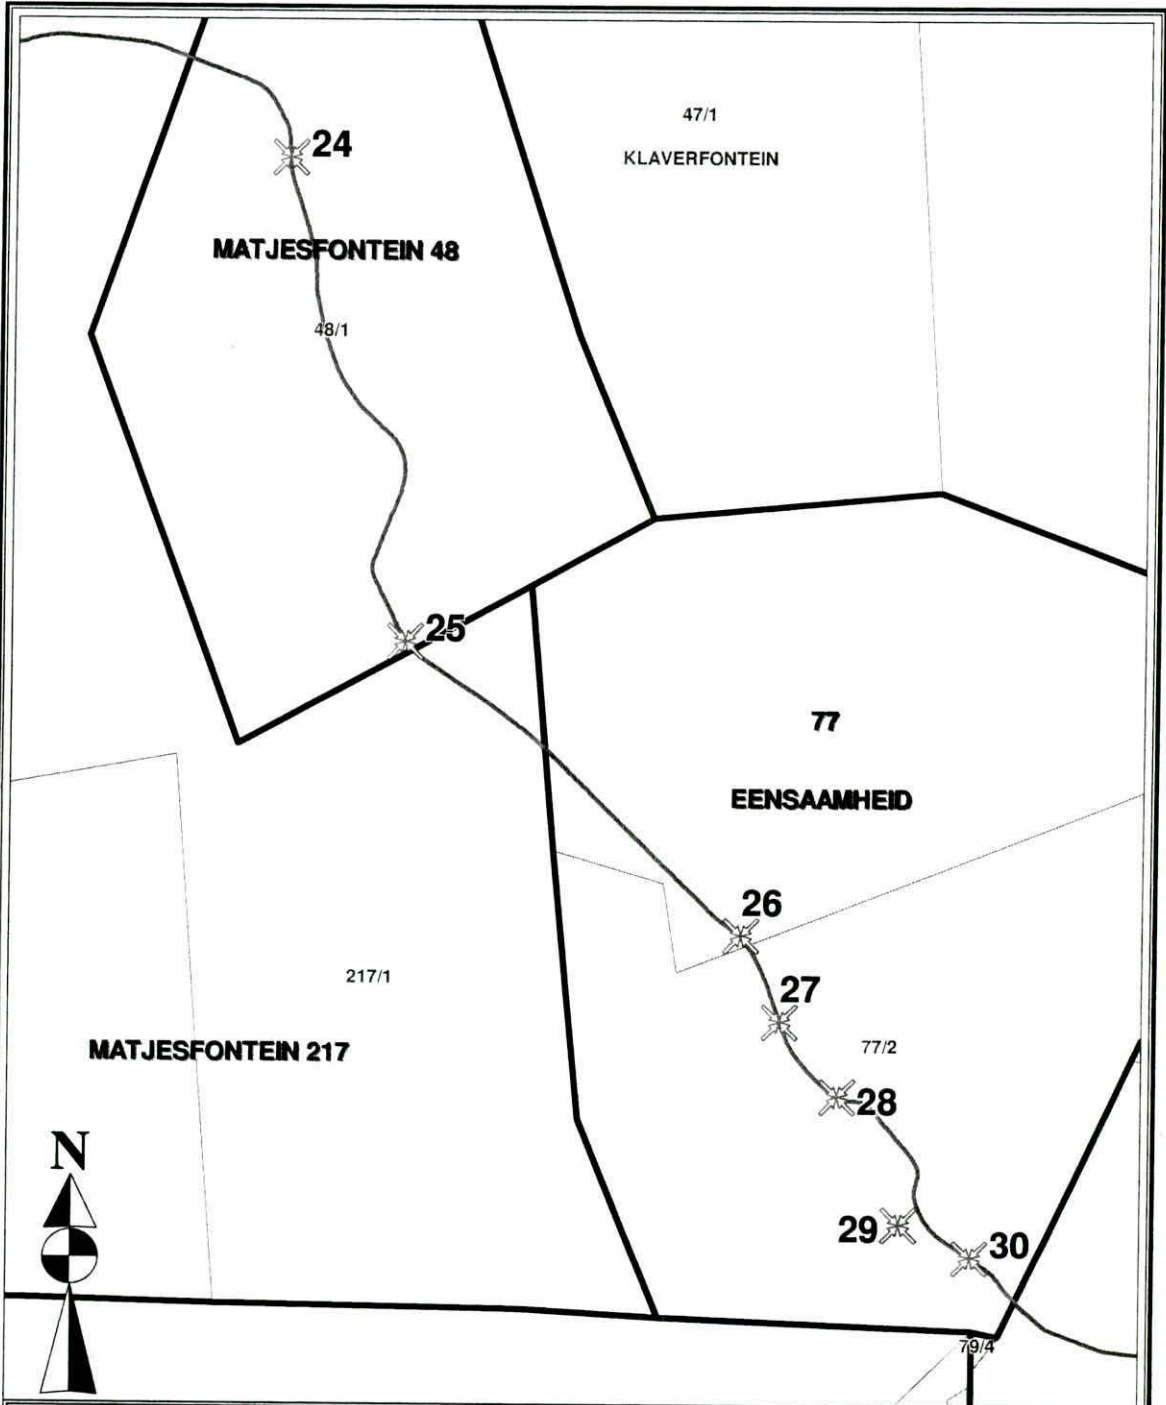 47/1
KLAVERFONTEIN
24
MATJESFONTEIN 48
48/1
25
77
EENSAAMHEID
26
217/1
27
MATJESFONTEIN 217
77/2
28
N
29
30
79/4